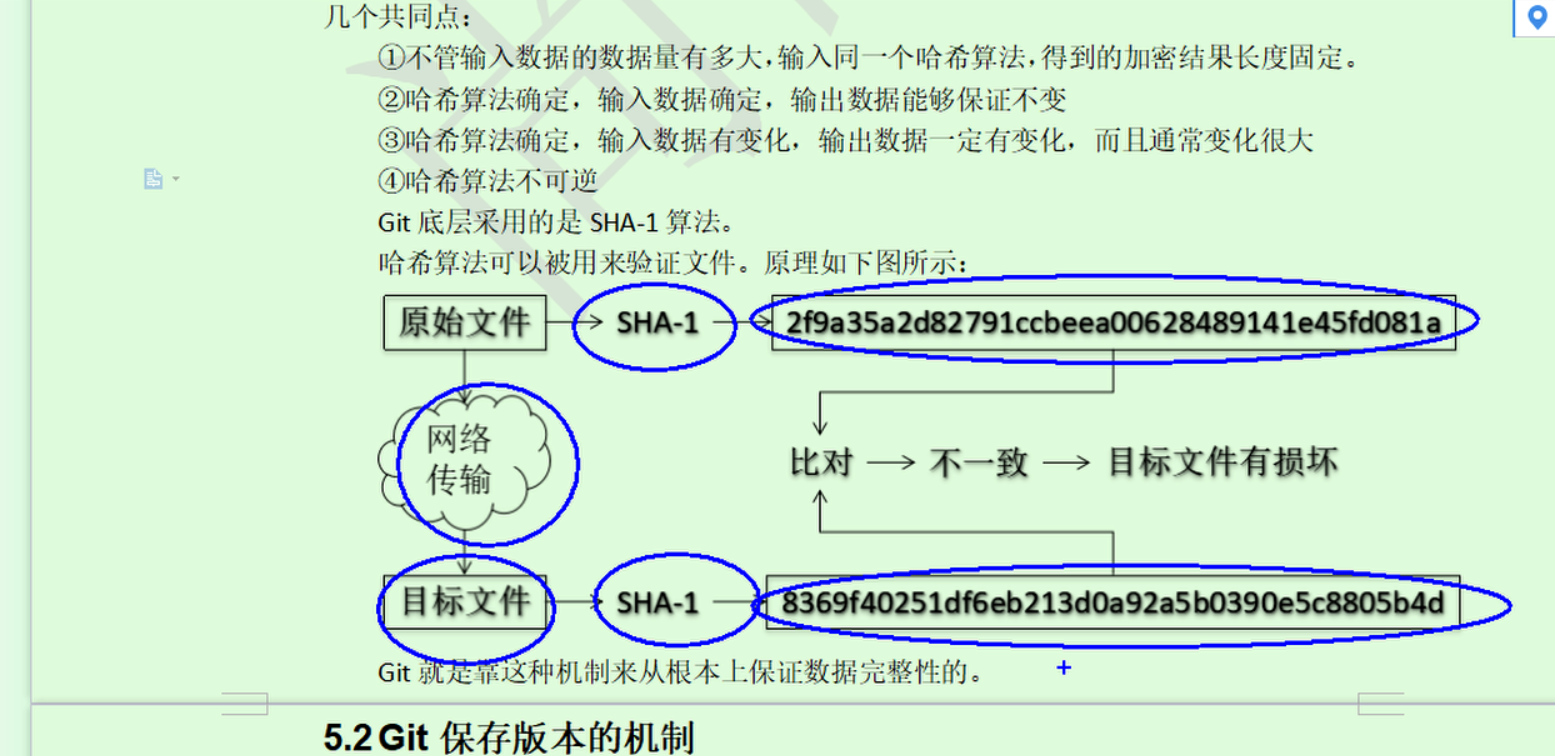 几个共同点：
①不管输入数据的数据量有多大,输入同一个哈希算法,得到的加密结果长度固定。
②哈希算法确定，输入数据确定，输出数据能够保证不变
③哈希算法确定，输入数据有变化，输出数据一定有变化，而且通常变化很大
④哈希算法不可逆
Git 底层采用的是 SHA-1 算法。
哈希算法可以被用来验证文件。原理如下图所示：
原始文件 SHA-1 2f9a35a2d82791ccbeea00628489141e45fd081a
网络
传输
比对 不一致 目标文件有损坏
目标文件 SHA-1 8369f40251df6eb213d0a92a5b0390e5c8805b4d
Git 就是靠这种机制来从根本上保证数据完整性的。
5.2 Git 保存版本的机制